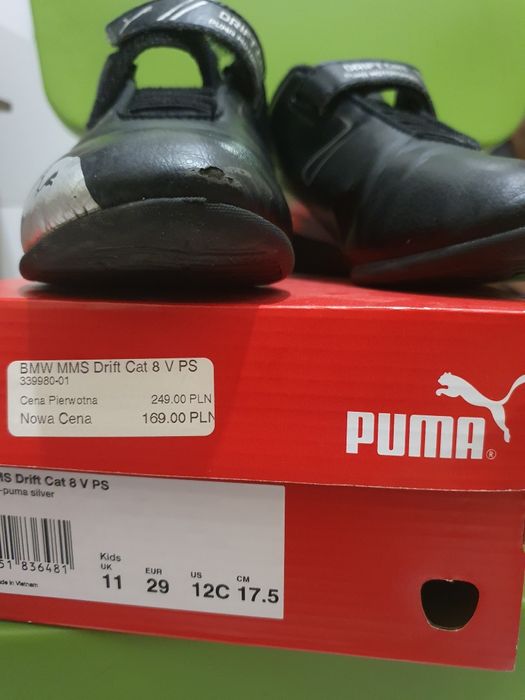 DRIFT C
DRIFT C
BMW MMS Drift Cat 8 V PS
339980-01
Cena Pierwotna 249.00 PLN
Nowa Cena 169.00 PLN
PUMA®
MS Drift Cat 8 V PS
-puma silver
51 836481
Made in Vietnam
Kids
UK 11
EUR 29
US 12C
CM 17.5